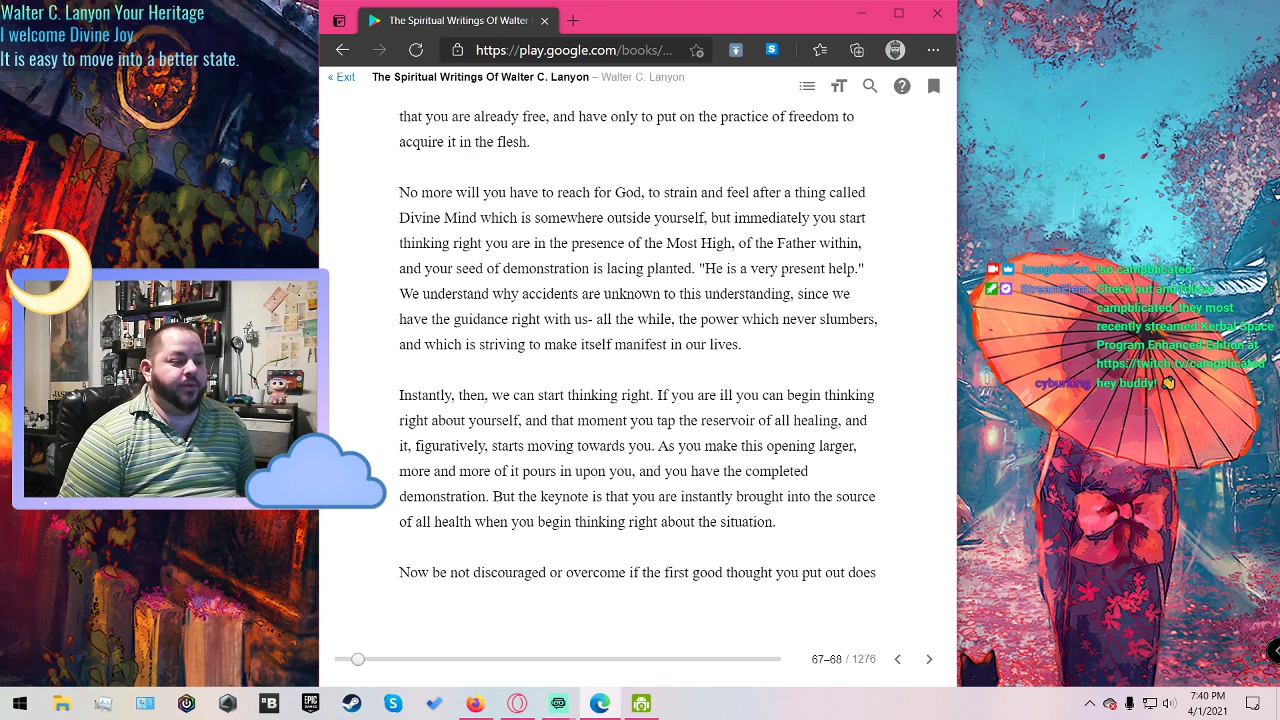 Walter C. Lanyon Your Heritage
I welcome Divine Joy
It is easy to move into a better state.
The Spiritual Writings Of Walter
https://play.google.com/books/...
« Exit The Spiritual Writings Of Walter C. Lanyon – Walter C. Lanyon
that you are already free, and have only to put on the practice of freedom to
acquire it in the flesh.
No more will you have to reach for God, to strain and feel after a thing called
Divine Mind which is somewhere outside yourself, but immediately you start
thinking right you are in the presence of the Most High, of the Father within,
and your seed of demonstration is lacing planted. "He is a very present help."
We understand why accidents are unknown to this understanding, since we
have the guidance right with us- all the while, the power which never slumbers,
and which is striving to make itself manifest in our lives.
Instantly, then, we can start thinking right. If you are ill you can begin thinking
right about yourself, and that moment you tap the reservoir of all healing, and
it, figuratively, starts moving towards you. As you make this opening larger,
more and more of it pours in upon you, and you have the completed
demonstration. But the keynote is that you are instantly brought into the source
of all health when you begin thinking right about the situation.
Now be not discouraged or overcome if the first good thought you put out does
67–68 / 1276
Imagination... !so campblicated
StreamElem... Check out and follow
campblicated, they most
recently streamed Kerbal Space
Program Enhanced Edition at
https://twitch.tv/campblicated
cyburking hey buddy!
7:40 PM
4/1/2021